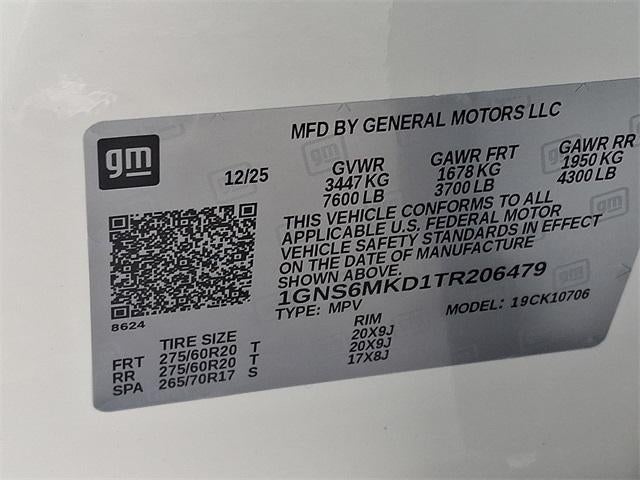 gm
MFD BY GENERAL MOTORS LLC
12/25
GVWR
3447 KG
7600 LB
GAWR FRT
1678 KG
3700 LB
GAWR RR
1950 KG
4300 LB
THIS VEHICLE CONFORMS TO ALL
APPLICABLE U.S. FEDERAL MOTOR
VEHICLE SAFETY STANDARDS IN EFFECT
ON THE DATE OF MANUFACTURE
SHOWN ABOVE.
1GNS6MKD1TR206479
TYPE: MPV
MODEL: 19CK10706
8624
TIRE SIZE
RIM
FRT 275/60R20 T 20X9J
RR 275/60R20 T 20X9J
SPA 265/70R17 S 17X8J